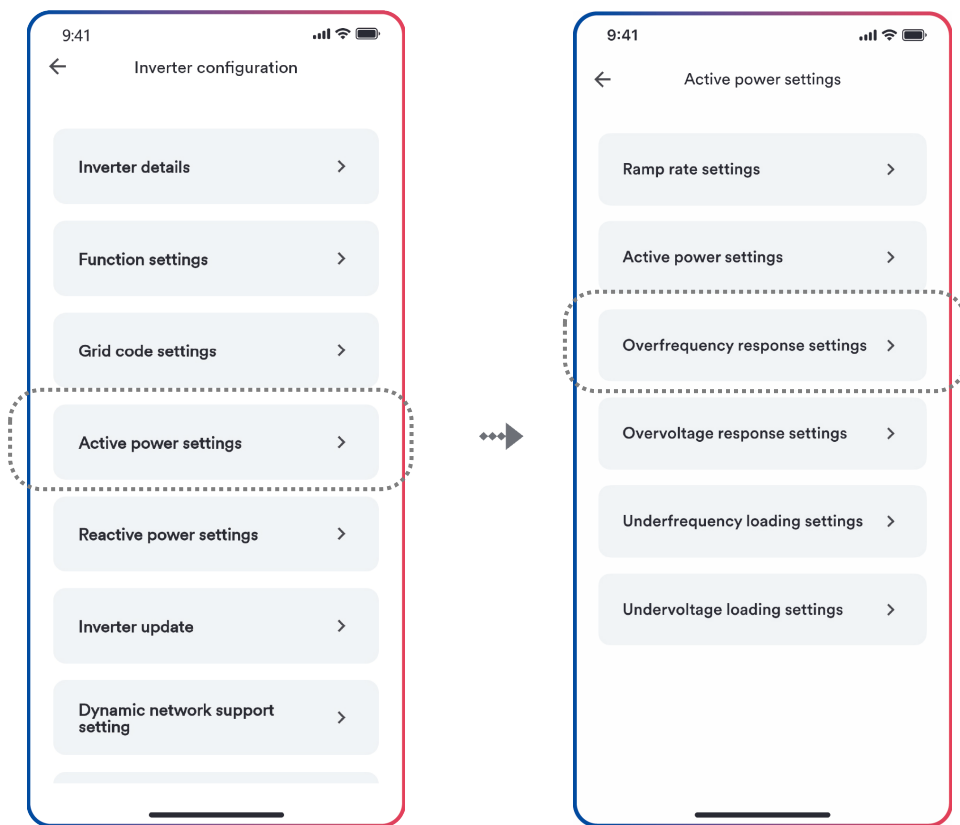 9:41
Inverter configuration
Inverter details
Function settings
Grid code settings
Active power settings
Reactive power settings
Inverter update
Dynamic network support
setting
9:41
Active power settings
Ramp rate settings
Active power settings
Overfrequency response settings
Overvoltage response settings
Underfrequency loading settings
Undervoltage loading settings